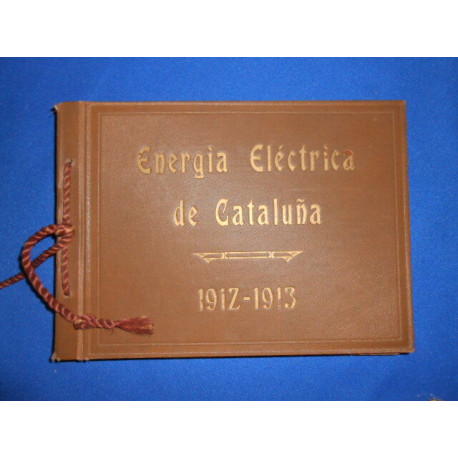 Energia Eléctrica
de Cataluña
1912-1913